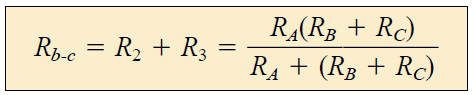 R_{b-c} = R_2 + R_3 = \frac{R_A(R_B + R_C)}{R_A + (R_B + R_C)}